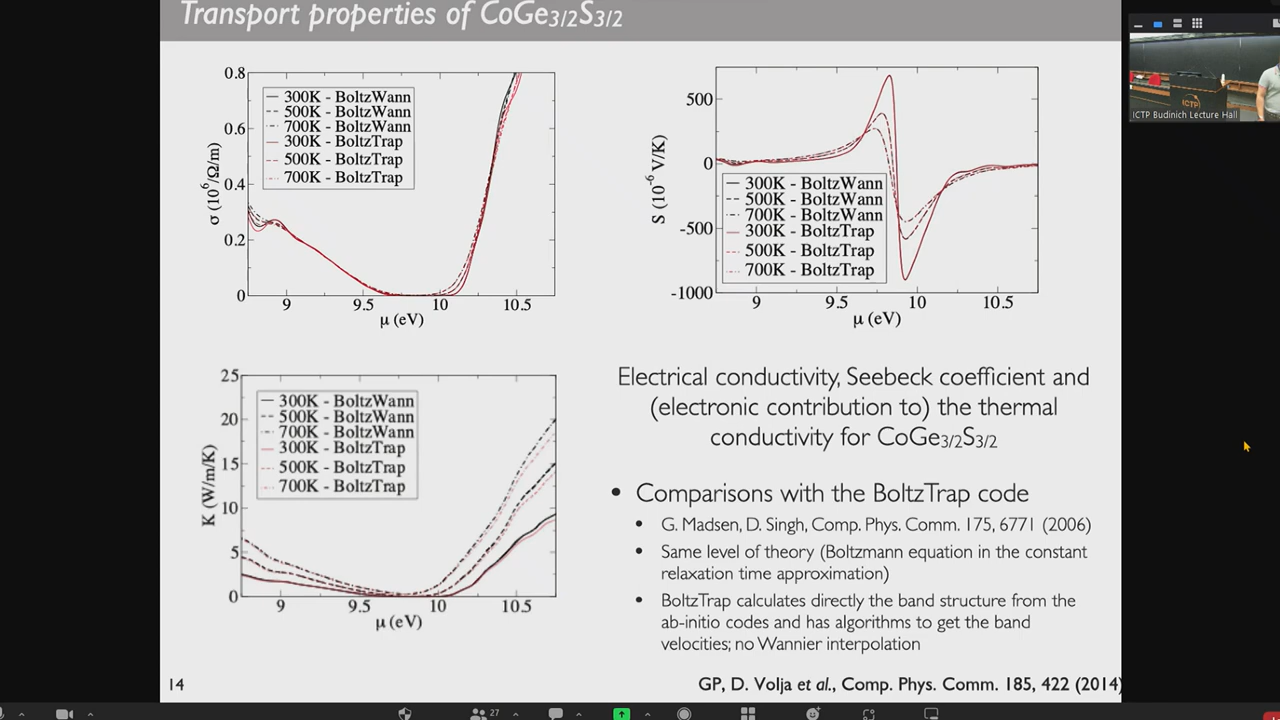 Transport properties of CoGe3/2S3/2
ICTP
ICTP Budinich Lecture Hall
0.8
0.6
0.4
0.2
0
σ (10⁶/Ω/m)
300K - BoltzWann
500K - BoltzWann
700K - BoltzWann
300K - BoltzTrap
500K - BoltzTrap
700K - BoltzTrap
9 9.5 10 10.5
μ (eV)
500
0
-500
-1000
S (10⁻⁶ V/K)
300K - BoltzWann
500K - BoltzWann
700K - BoltzWann
300K - BoltzTrap
500K - BoltzTrap
700K - BoltzTrap
9 9.5 10 10.5
μ (eV)
25
20
15
10
5
0
K (W/m/K)
300K - BoltzWann
500K - BoltzWann
700K - BoltzWann
300K - BoltzTrap
500K - BoltzTrap
700K - BoltzTrap
9 9.5 10 10.5
μ (eV)
Electrical conductivity, Seebeck coefficient and
(electronic contribution to) the thermal
conductivity for CoGe3/2S3/2
• Comparisons with the BoltzTrap code
• G. Madsen, D. Singh, Comp. Phys. Comm. 175, 6771 (2006)
• Same level of theory (Boltzmann equation in the constant
relaxation time approximation)
• BoltzTrap calculates directly the band structure from the
ab-initio codes and has algorithms to get the band
velocities; no Wannier interpolation
14
GP, D. Volja et al., Comp. Phys. Comm. 185, 422 (2014)
27